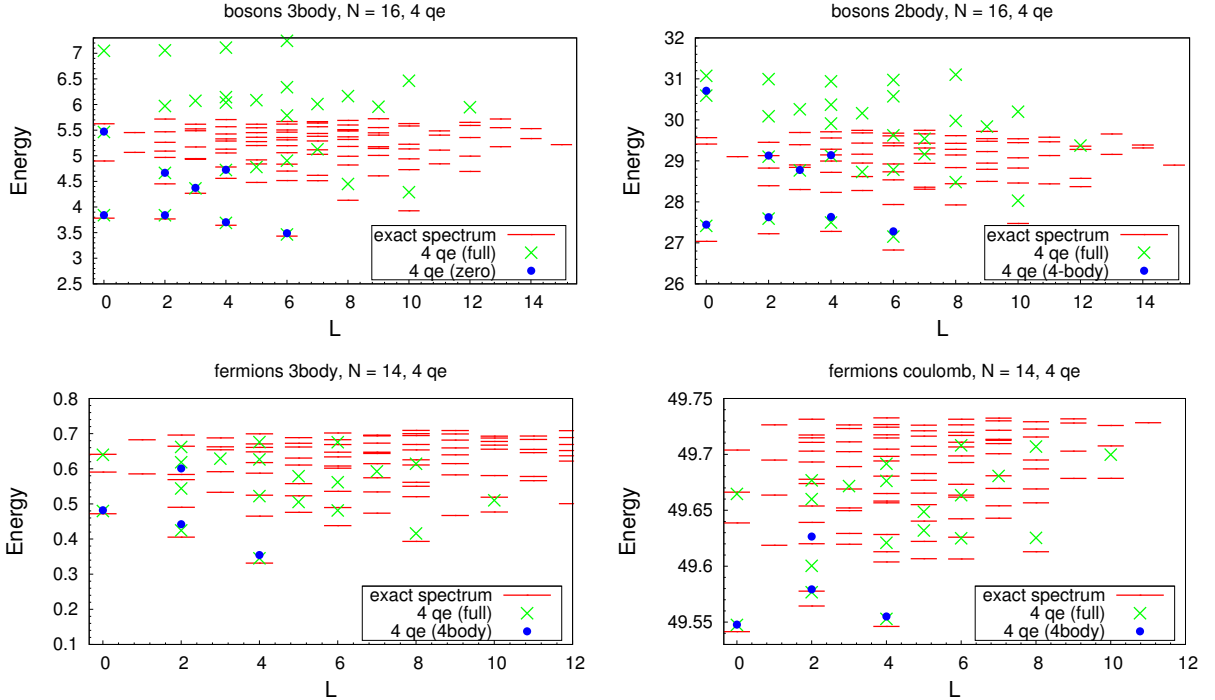 bosons 3body, N = 16, 4 qe
7
6.5
6
5.5
5
4.5
4
3.5
3
2.5
Energy
0 2 4 6 8 10 12 14
L
exact spectrum
4 qe (full)
4 qe (zero)
bosons 2body, N = 16, 4 qe
32
31
30
29
28
27
26
Energy
0 2 4 6 8 10 12 14
L
exact spectrum
4 qe (full)
4 qe (4-body)
fermions 3body, N = 14, 4 qe
0.8
0.7
0.6
0.5
0.4
0.3
0.2
0.1
Energy
0 2 4 6 8 10 12
L
exact spectrum
4 qe (full)
4 qe (4body)
fermions coulomb, N = 14, 4 qe
49.75
49.7
49.65
49.6
49.55
Energy
0 2 4 6 8 10 12
L
exact spectrum
4 qe (full)
4 qe (4body)